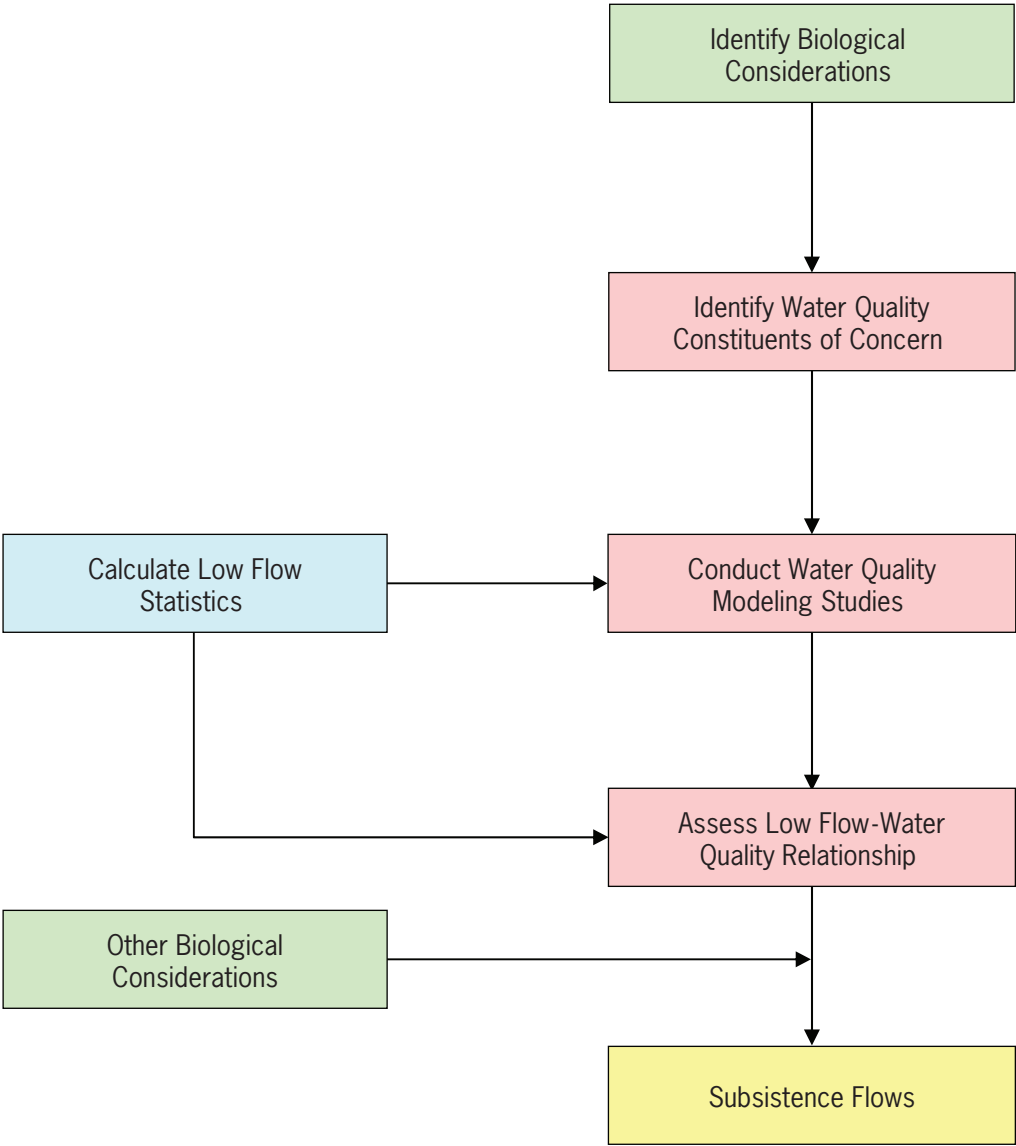 Identify Biological
Considerations
Identify Water Quality
Constituents of Concern
Calculate Low Flow
Statistics
Conduct Water Quality
Modeling Studies
Assess Low Flow-Water
Quality Relationship
Other Biological
Considerations
Subsistence Flows